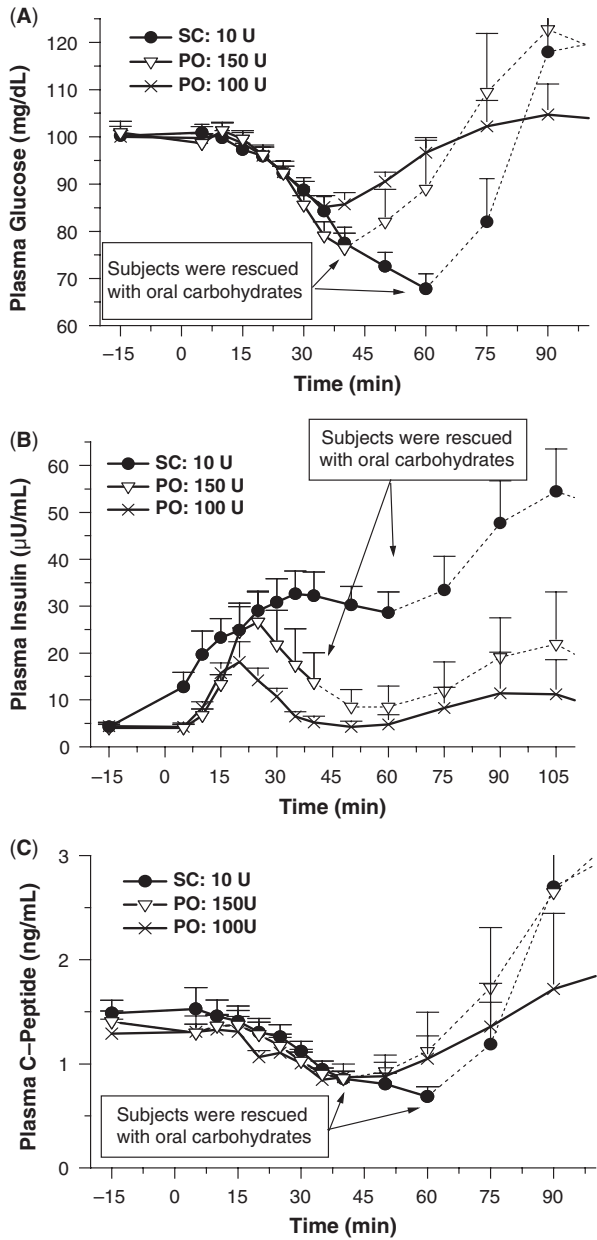 (A)
120
110
100
90
80
70
60
Plasma Glucose (mg/dL)
SC: 10 U
PO: 150 U
PO: 100 U
Subjects were rescued
with oral carbohydrates
−15 0 15 30 45 60 75 90
Time (min)
(B)
60
50
40
30
20
10
0
Plasma Insulin (μU/mL)
SC: 10 U
PO: 150 U
PO: 100 U
Subjects were rescued
with oral carbohydrates
−15 0 15 30 45 60 75 90 105
Time (min)
(C)
3
2
1
0
Plasma C−Peptide (ng/mL)
SC: 10 U
PO: 150U
PO: 100U
Subjects were rescued
with oral carbohydrates
−15 0 15 30 45 60 75 90
Time (min)